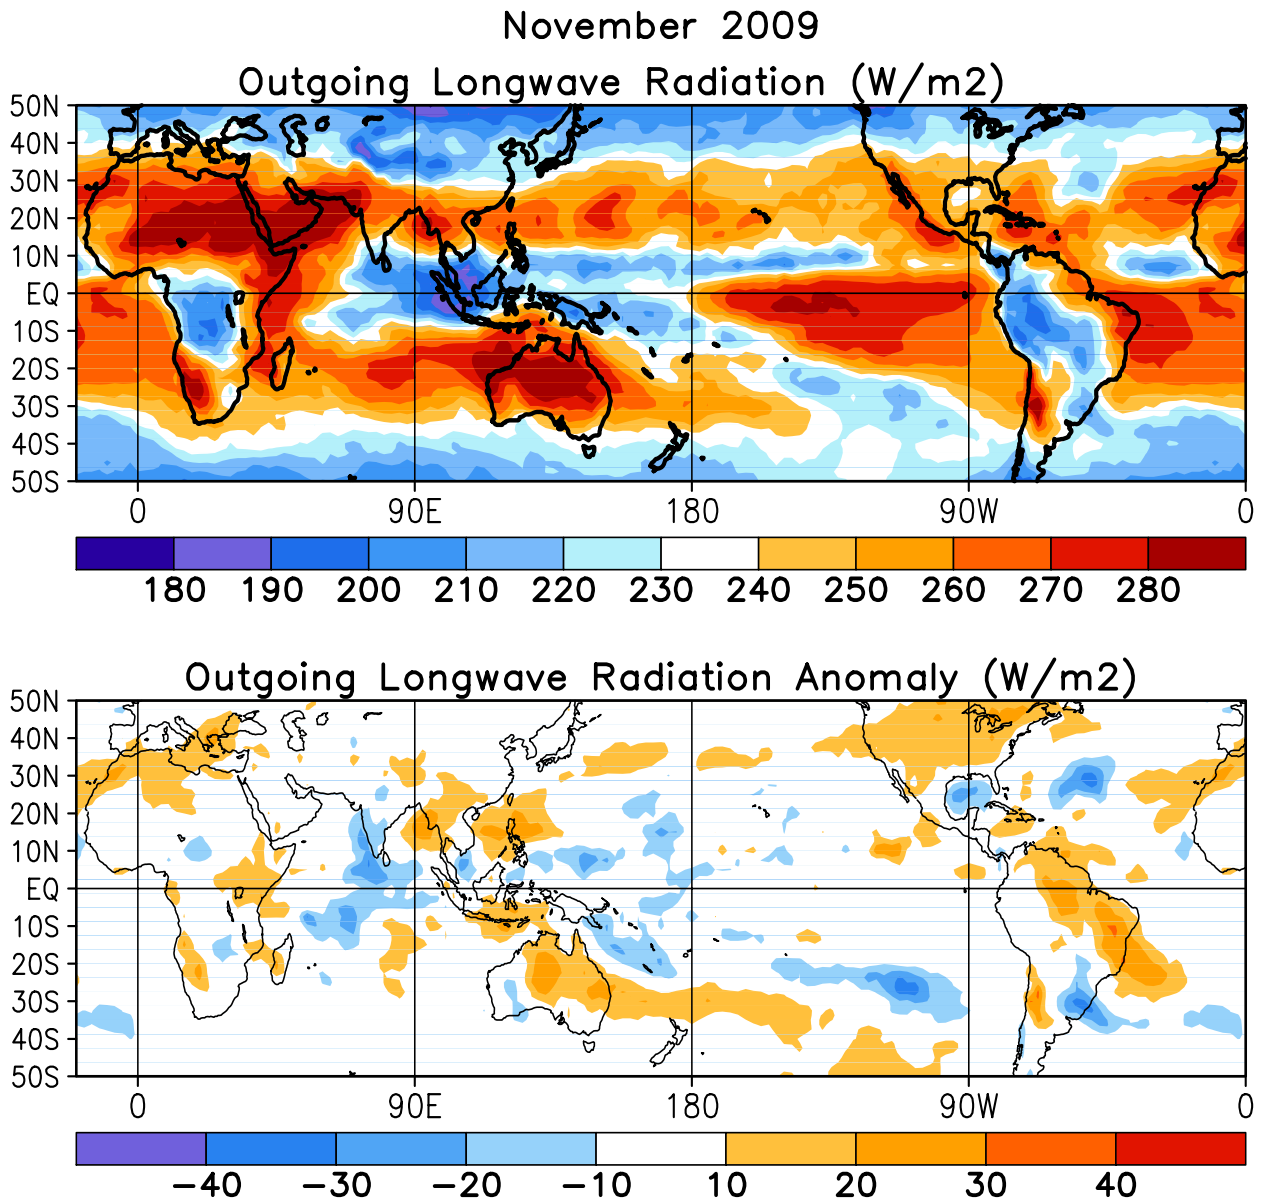 November 2009
Outgoing Longwave Radiation (W/m2)
50N
40N
30N
20N
10N
EQ
10S
20S
30S
40S
50S
0 90E 180 90W 0
180 190 200 210 220 230 240 250 260 270 280
Outgoing Longwave Radiation Anomaly (W/m2)
50N
40N
30N
20N
10N
EQ
10S
20S
30S
40S
50S
0 90E 180 90W 0
−40 −30 −20 −10 10 20 30 40